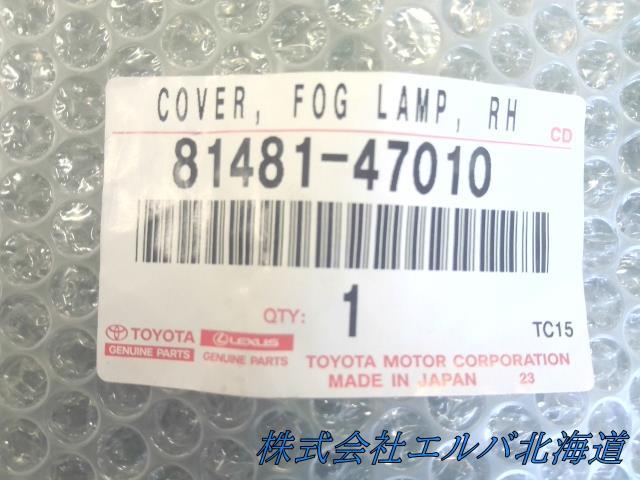 COVER, FOG LAMP, RH
CD
81481-47010
QTY: 1
TC15
TOYOTA
GENUINE PARTS
LEXUS
GENUINE PARTS
TOYOTA MOTOR CORPORATION
MADE IN JAPAN 23
株式会社エルバ北海道